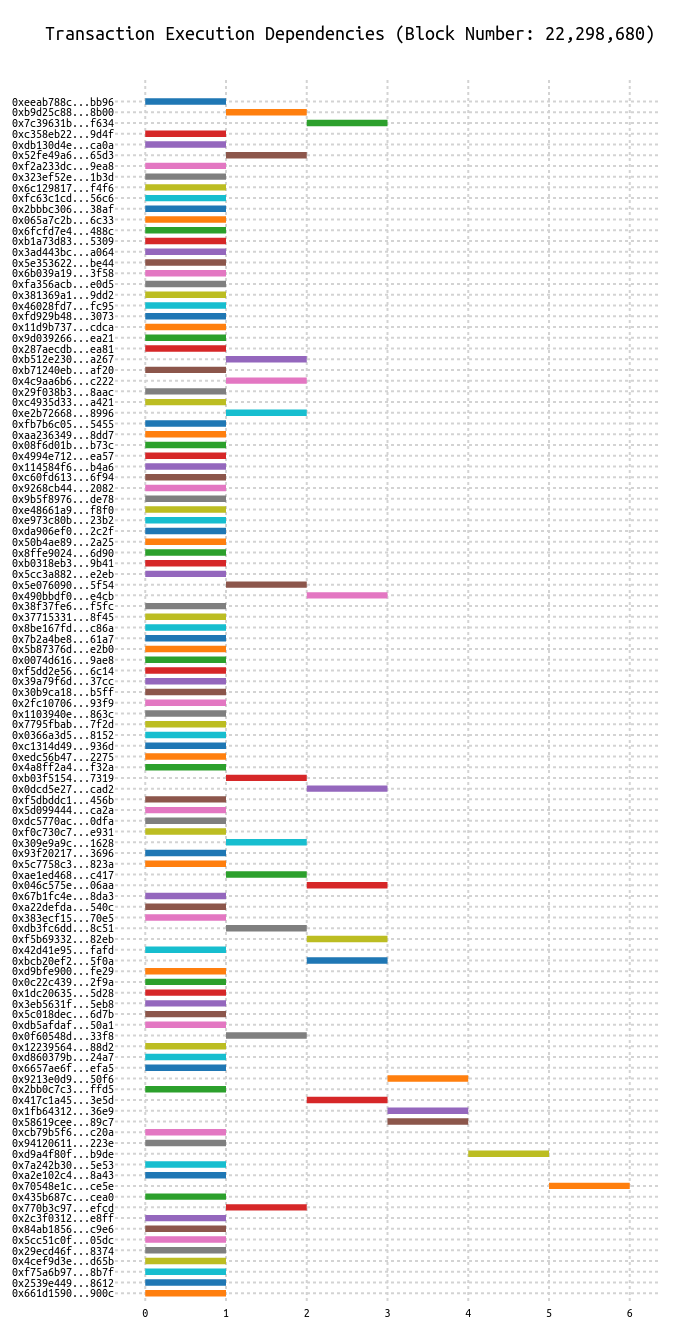 Transaction Execution Dependencies (Block Number: 22,298,680)
0xeeab788c...bb96
0xb9d25c88...8b00
0x7c39631b...f634
0xc358eb22...9d4f
0xdb130d4e...ca0a
0x52fe49a6...65d3
0xf2a233dc...9ea8
0x323ef52e...1b3d
0x6c129817...f4f6
0xfc63c1cd...56c6
0x2bbbc306...38af
0x065a7c2b...6c33
0x6fcfd7e4...488c
0xb1a73d83...5309
0x3ad443bc...a064
0x5e353622...be44
0x6b039a19...3f58
0xfa356acb...e0d5
0x381369a1...9dd2
0x46028fd7...fc95
0xfd929b48...3073
0x11d9b737...cdca
0x9d039266...ea21
0x287aecdb...ea81
0xb512e230...a267
0xb71240eb...af20
0x4c9aa6b6...c222
0x29f038b3...8aac
0xc4935d33...a421
0xe2b72668...8996
0xfb7b6c05...5455
0xaa236349...8dd7
0x08f6d01b...b73c
0x4994e712...ea57
0x114584f6...b4a6
0xc60fd613...6f94
0x9268cb44...2082
0x9b5f8976...de78
0xe48661a9...f8f0
0xe973c80b...23b2
0xda906ef0...2c2f
0x50b4ae89...2a25
0x8ffe9024...6d90
0xb0318eb3...9b41
0x5cc3a882...e2eb
0x5e076090...5f54
0x490bbdf0...e4cb
0x38f37fe6...f5fc
0x37715331...8f45
0x8be167fd...c86a
0x7b2a4be8...61a7
0x5b87376d...e2b0
0x0074d616...9ae8
0xf5dd2e56...6c14
0x39a79f6d...37cc
0x30b9ca18...b5ff
0x2fc10706...93f9
0x1103940e...863c
0x7795fbab...7f2d
0x0366a3d5...8152
0xc1314d49...936d
0xedc56b47...2275
0x4a8ff2a4...f32a
0xb03f5154...7319
0x0dcd5e27...cad2
0xf5dbddc1...456b
0x5d099444...ca2a
0xdc5770ac...0dfa
0xf0c730c7...e931
0x309e9a9c...1628
0x93f20217...3696
0x5c7758c3...823a
0xae1ed468...c417
0x046c575e...06aa
0x67b1fc4e...8da3
0xa22defda...540c
0x383ecf15...70e5
0xdb3fc6dd...8c51
0xf5b69332...82eb
0x42d41e95...fafd
0xbcb20ef2...5f0a
0xd9bfe900...fe29
0x0c22c439...2f9a
0x1dc20635...5d28
0x3eb5631f...5eb8
0x5c018dec...6d7b
0xdb5afdaf...50a1
0x0f60548d...33f8
0x12239564...88d2
0xd860379b...24a7
0x6657ae6f...efa5
0x9213e0d9...50f6
0x2bb0c7c3...ffd5
0x417c1a45...3e5d
0x1fb64312...36e9
0x58619cee...89c7
0xcb79b5f6...c20a
0x94120611...223e
0xd9a4f80f...b9de
0x7a242b30...5e53
0xa2e102c4...8a43
0x70548e1c...ce5e
0x435b687c...cea0
0x770b3c97...efcd
0x2c3f0312...e8ff
0x84ab1856...c9e6
0x5cc51c0f...05dc
0x29ecd46f...8374
0x4cef9d3e...d65b
0xf75a6b97...8b7f
0x2539e449...8612
0x661d1590...900c
0 1 2 3 4 5 6